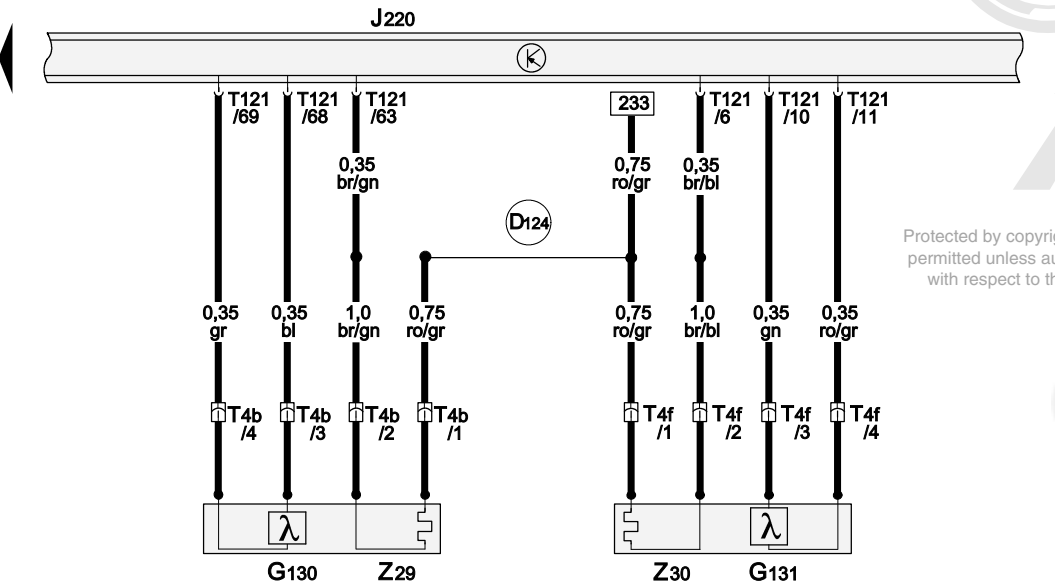 J220
T121 T121 T121 233 T121 T121 T121
/69 /68 /63 /6 /10 /11
0,35 0,75 0,35
br/gn ro/gr br/bl
D124
Protected by copyrig
permitted unless au
with respect to th
0,35 0,35 1,0 0,75 0,75 1,0 0,35 0,35
gr bl br/gn ro/gr ro/gr br/bl gn ro/gr
T4b T4b T4b T4b T4f T4f T4f T4f
/4 /3 /2 /1 /1 /2 /3 /4
λ λ
G130 Z29 Z30 G131